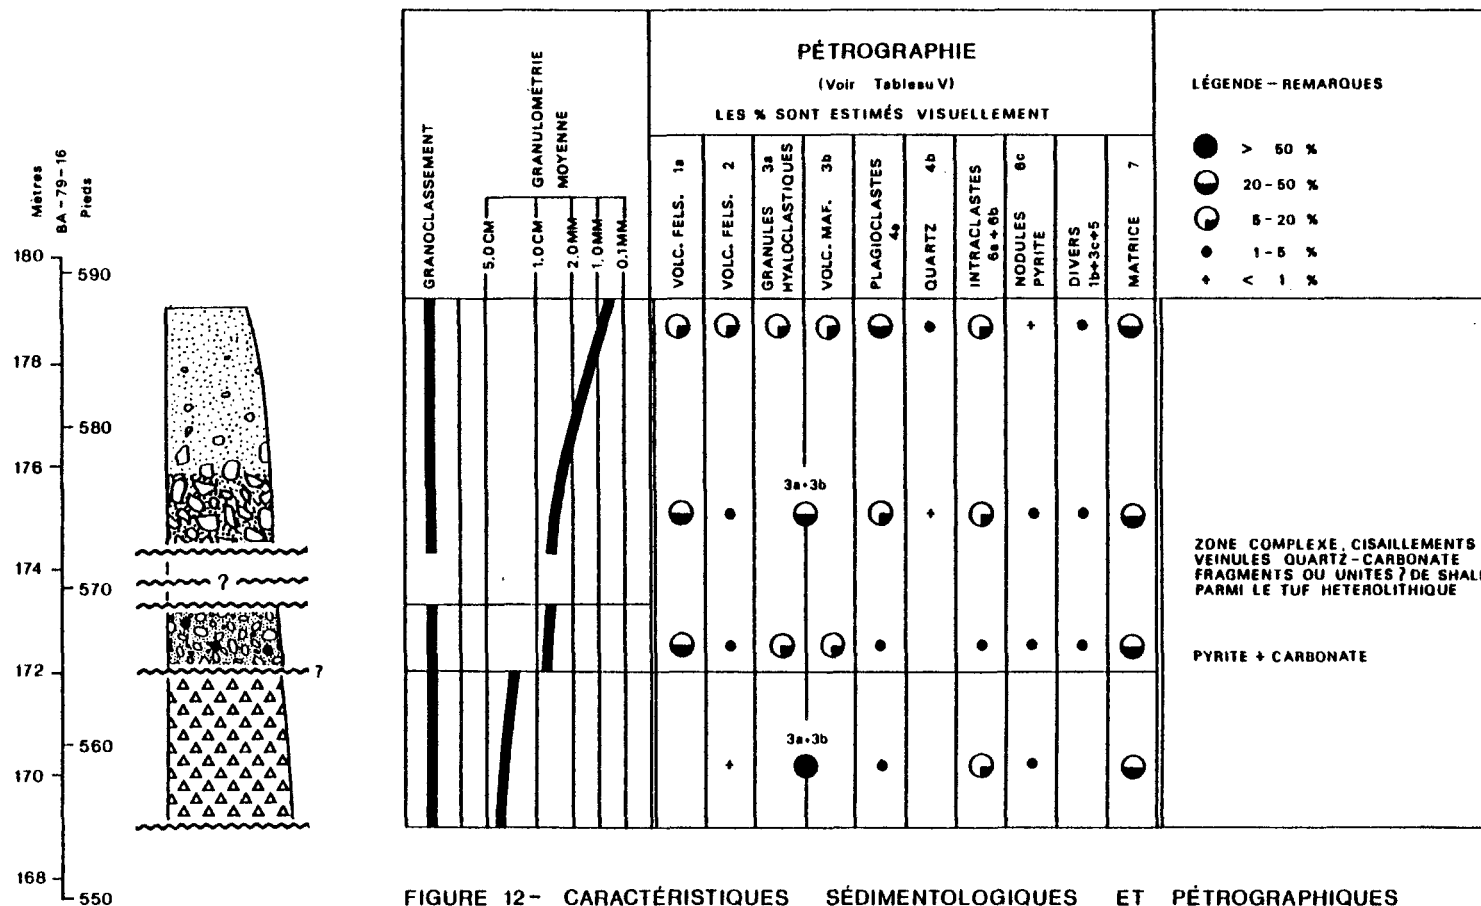 Mètres
BA-79-16
Pieds
180
178
176
174
172
170
168
590
580
570
560
550
?
?
GRANOCLASSEMENT
GRANULOMÉTRIE
MOYENNE
5.0CM
1.0CM
2.0MM
1.0MM
0.1MM
PÉTROGRAPHIE
(Voir Tableau V)
LES % SONT ESTIMÉS VISUELLEMENT
VOLC. FELS. 1a
VOLC. FELS. 2
GRANULES 3a
HYALOCLASTIQUES
VOLC. MAF. 3b
PLAGIOCLASTES
4a
QUARTZ 4b
INTRACLASTES
6a + 6b
NODULES 6c
PYRITE
DIVERS
1b+3c+5
MATRICE 7
3a+3b
3a+3b
LÉGENDE - REMARQUES
> 50 %
20-50 %
5-20 %
1-5 %
+ < 1 %
ZONE COMPLEXE, CISAILLEMENTS
VEINULES QUARTZ-CARBONATE
FRAGMENTS OU UNITES ? DE SHAL
PARMI LE TUF HETEROLITHIQUE
PYRITE + CARBONATE
FIGURE 12- CARACTÉRISTIQUES SÉDIMENTOLOGIQUES ET PÉTROGRAPHIQUES